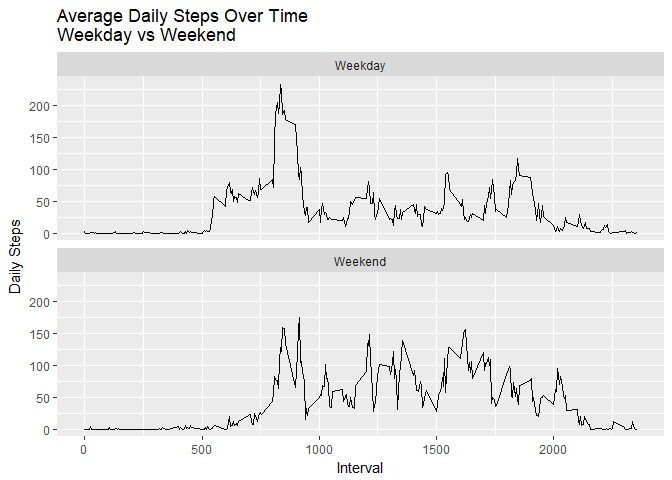 Average Daily Steps Over Time
Weekday vs Weekend
Weekday
200
150
100
50
0
Daily Steps
Weekend
200
150
100
50
0
0 500 1000 1500 2000
Interval